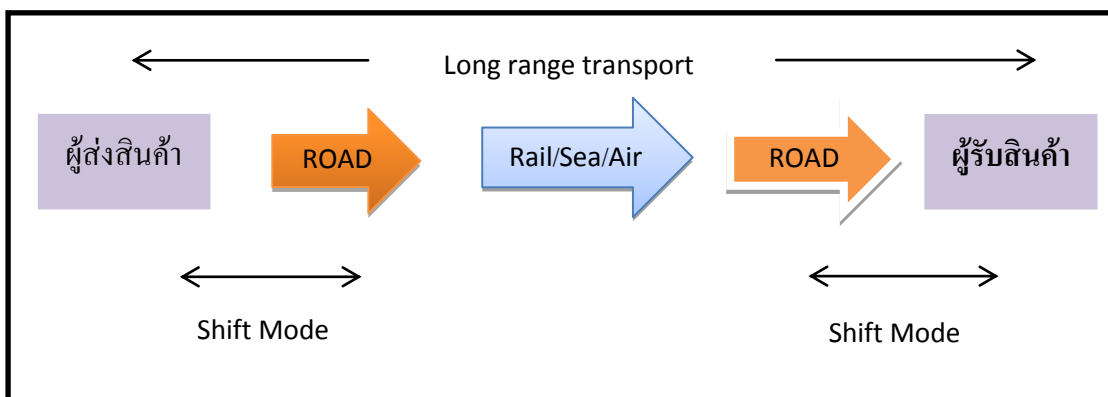 Long range transport
ผู้ส่งสินค้า
ROAD
Rail/Sea/Air
ROAD
ผู้รับสินค้า
Shift Mode
Shift Mode